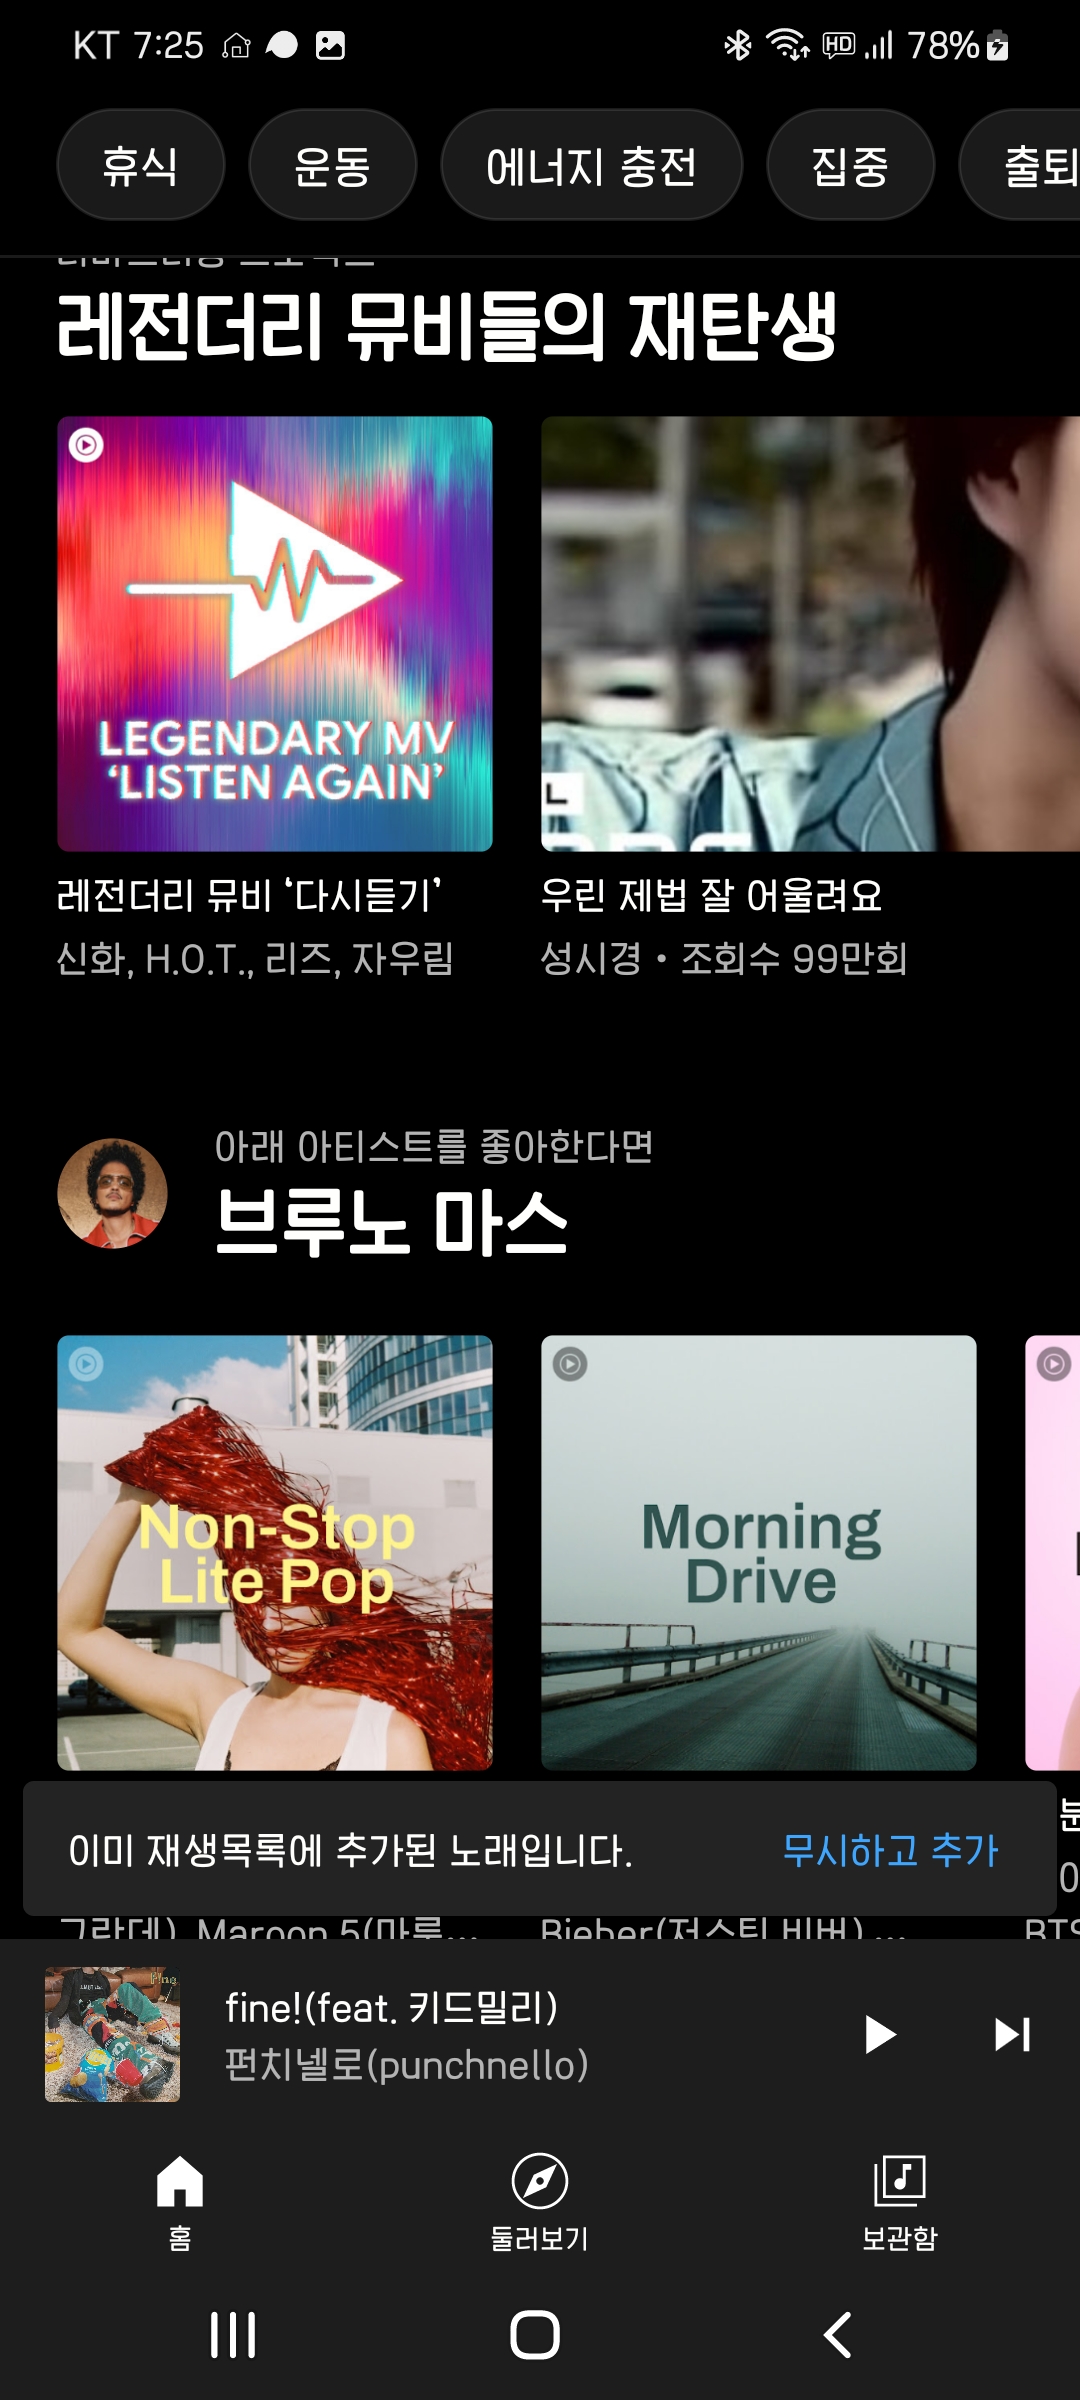 KT 7:25
HD
78%
휴식
운동
에너지 충전
집중
출퇴
레전더리 뮤비들의 재탄생
LEGENDARY MV
‘LISTEN AGAIN’
L
레전더리 뮤비 ‘다시듣기’
신화, H.O.T., 리즈, 자우림
우린 제법 잘 어울려요
성시경 • 조회수 99만회
아래 아티스트를 좋아한다면
브루노 마스
Non-Stop
Lite Pop
Morning
Drive
이미 재생목록에 추가된 노래입니다.
무시하고 추가
그란데), Maroon 5(마룬...
Bieber(저스틴 비버) ...
BTS
fine!(feat. 키드밀리)
펀치넬로(punchnello)
홈
둘러보기
보관함